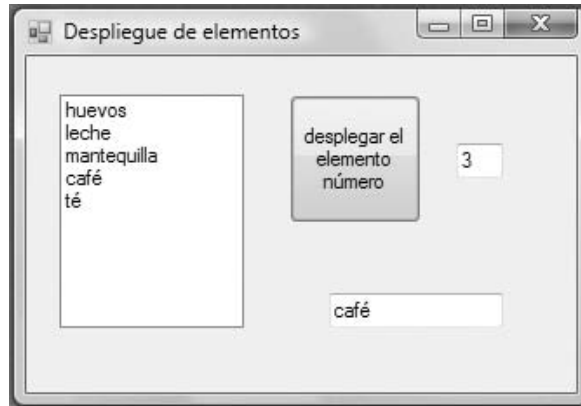 Despliegue de elementos
huevos
leche
mantequilla
café
té
desplegar el
elemento
número
3
café